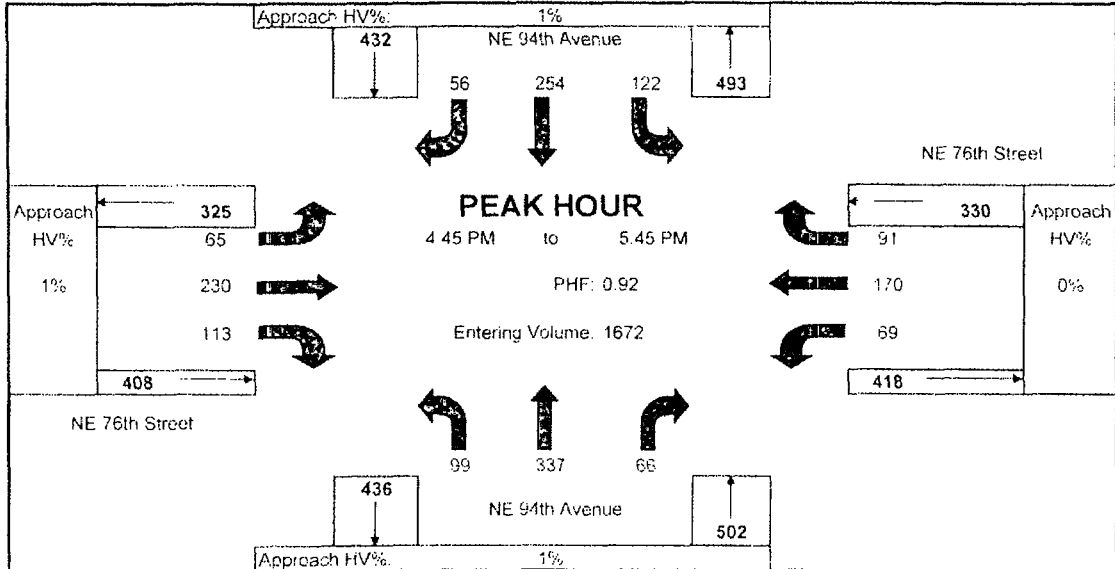 Approach HV%: 1%
432 NE 94th Avenue 493
56 254 122
NE 76th Street
Approach HV% 1%
325
65
230
113
408
NE 76th Street
PEAK HOUR
4 45 PM to 5.45 PM
PHF: 0.92
Entering Volume. 1672
330
91
170
69
418
Approach HV% 0%
99 337 66
436 NE 94th Avenue 502
Approach HV%. 1%